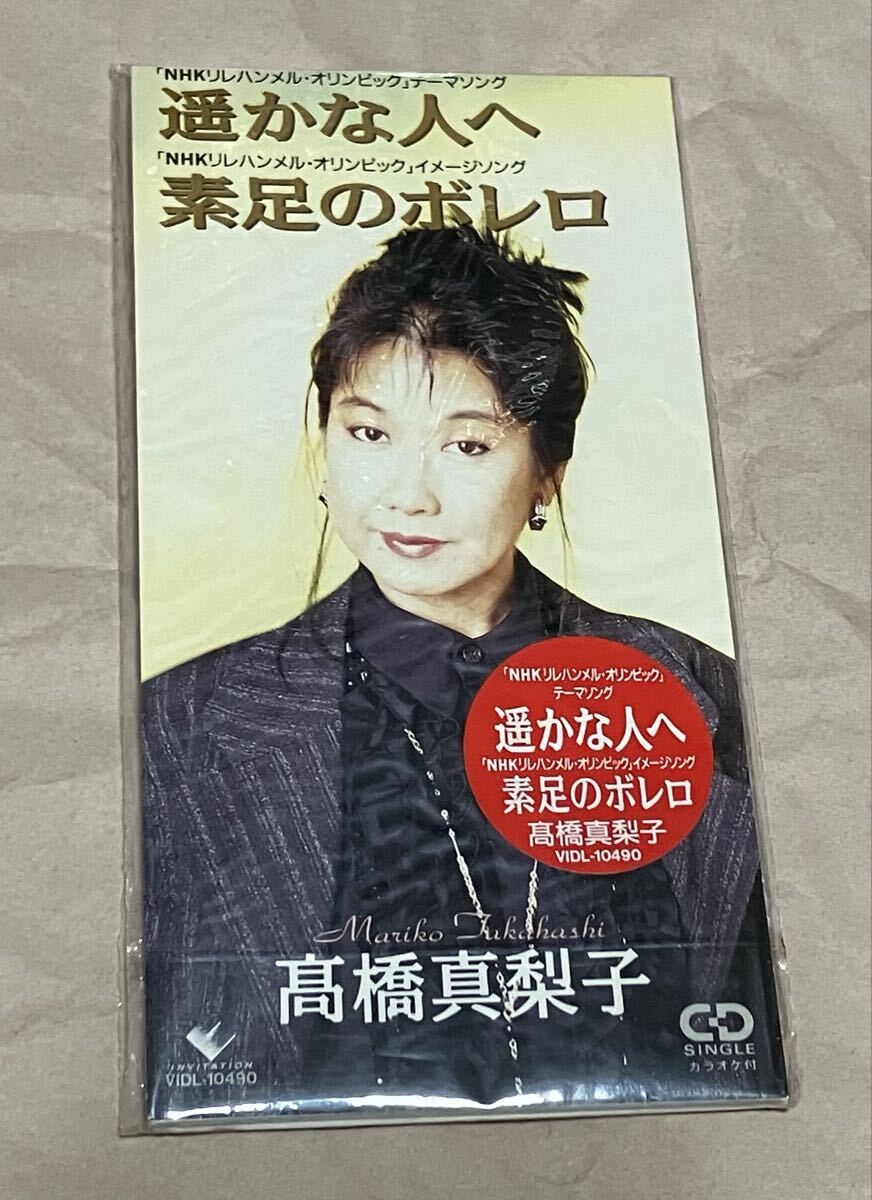 「NHKリレハンメル・オリンピック」テーマソング
遥かな人へ
「NHKリレハンメル・オリンピック」イメージソング
素足のボレロ
「NHKリレハンメル・オリンピック」
テーマソング
遥かな人へ
「NHKリレハンメル・オリンピック」イメージソング
素足のボレロ
髙橋真梨子
VIDL-10490
Mariko Takahashi
髙橋真梨子
INVITATION
VIDL-10490
CD
SINGLE
カラオケ付